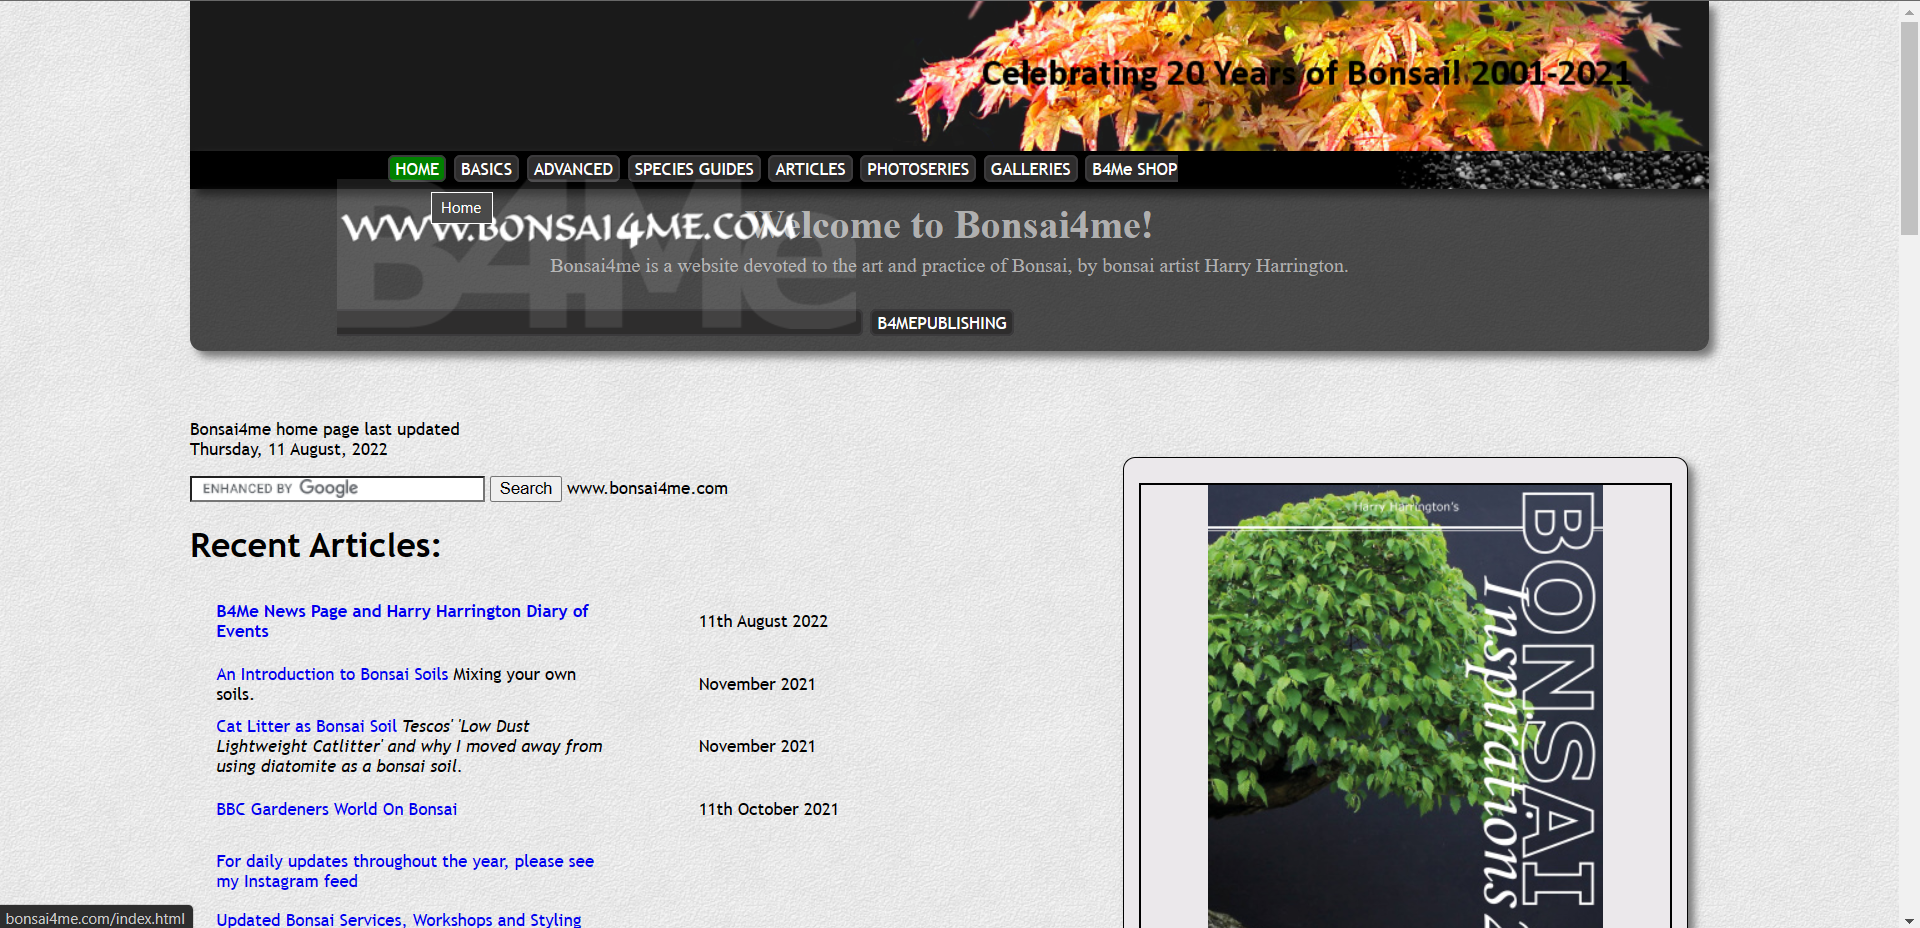 Celebrating 20 Years of Bonsai! 2001-2021
HOME BASICS ADVANCED SPECIES GUIDES ARTICLES PHOTOSERIES GALLERIES B4Me SHOP
Home
B4Me
WWW.BONSAI4ME.COM
Welcome to Bonsai4me!
Bonsai4me is a website devoted to the art and practice of Bonsai, by bonsai artist Harry Harrington.
B4MEPUBLISHING
Bonsai4me home page last updated
Thursday, 11 August, 2022
ENHANCED BY Google Search www.bonsai4me.com
Recent Articles:
B4Me News Page and Harry Harrington Diary of
Events
11th August 2022
An Introduction to Bonsai Soils Mixing your own
soils.
November 2021
Cat Litter as Bonsai Soil Tescos' 'Low Dust
Lightweight Catlitter' and why I moved away from
using diatomite as a bonsai soil.
November 2021
BBC Gardeners World On Bonsai
11th October 2021
For daily updates throughout the year, please see
my Instagram feed
Updated Bonsai Services, Workshops and Styling
Harry Harrington's
BONSAI
Inspirations
bonsai4me.com/index.html